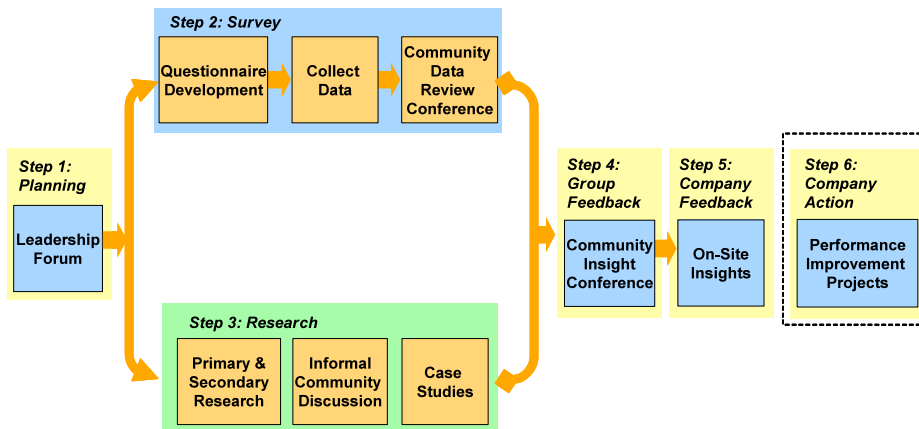 Step 1:
Planning
Leadership
Forum
Step 2: Survey
Questionnaire
Development
Collect
Data
Community
Data
Review
Conference
Step 3: Research
Primary &
Secondary
Research
Informal
Community
Discussion
Case
Studies
Step 4:
Group
Feedback
Community
Insight
Conference
Step 5:
Company
Feedback
On-Site
Insights
Step 6:
Company
Action
Performance
Improvement
Projects